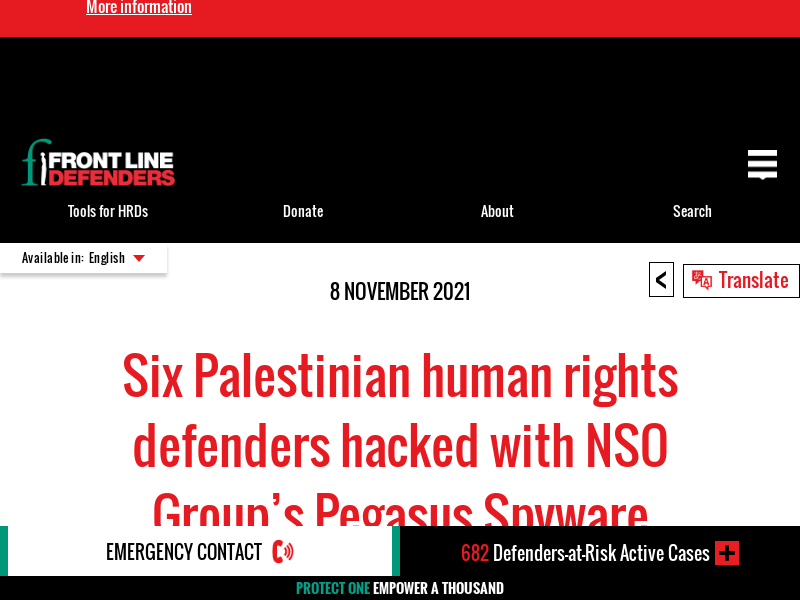 More information
FRONT LINE
DEFENDERS
Tools for HRDs
Donate
About
Search
Available in: English
<
Translate
8 NOVEMBER 2021
Six Palestinian human rights
defenders hacked with NSO
Group's Pegasus Spyware
EMERGENCY CONTACT
682 Defenders-at-Risk Active Cases
PROTECT ONE EMPOWER A THOUSAND